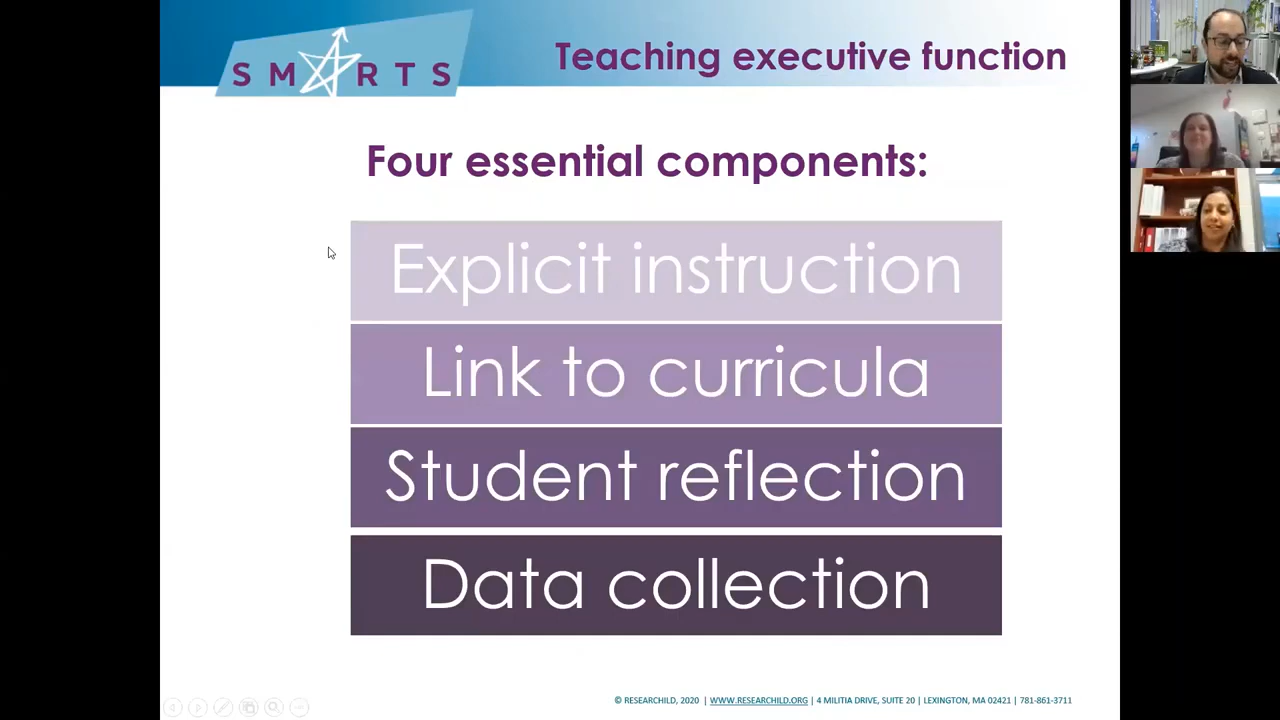 SMARTS
Teaching executive function
Four essential components:
Explicit instruction
Link to curricula
Student reflection
Data collection
© RESEARCHILD, 2020 | WWW.RESEARCHILD.ORG | 4 MILITIA DRIVE, SUITE 20 | LEXINGTON, MA 02421 | 781-861-3711